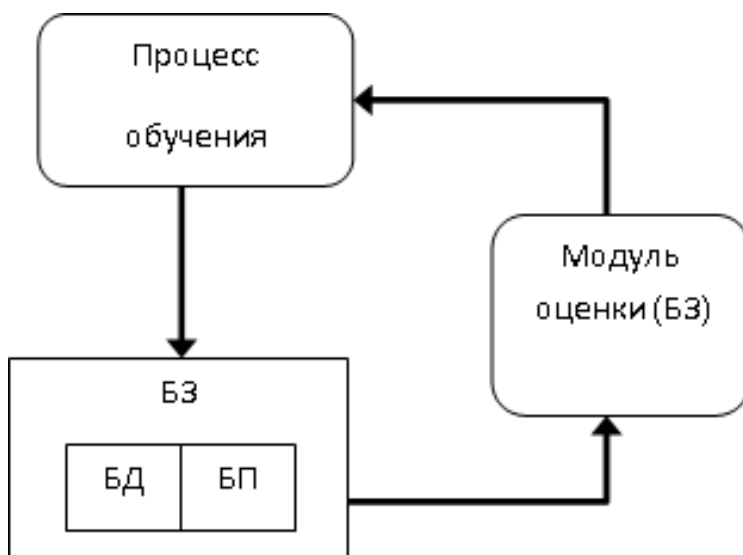 Процесс
обучения
Модуль
оценки (БЗ)
БЗ
БД
БП